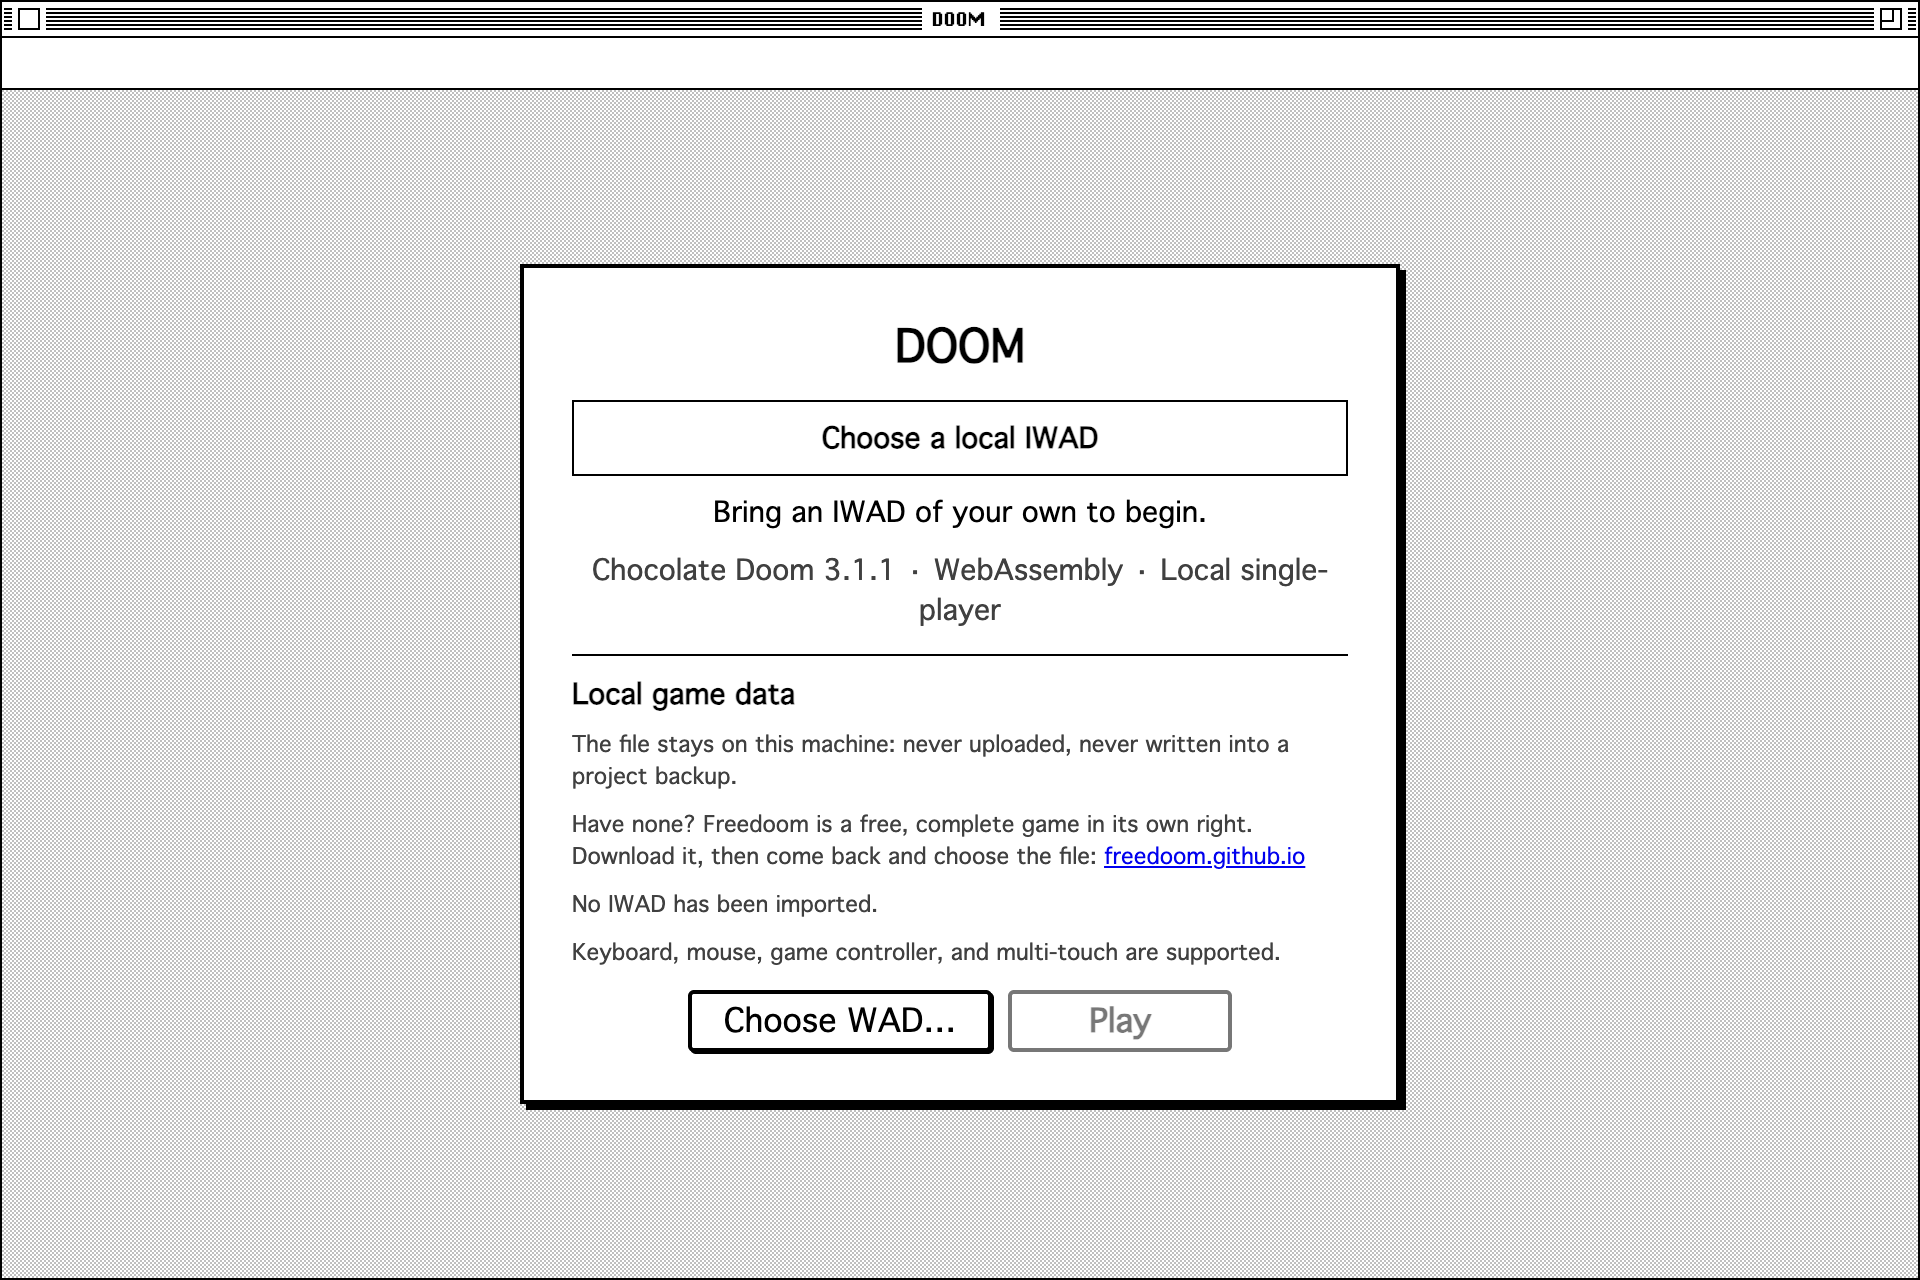 DOOM
DOOM
Choose a local IWAD
Bring an IWAD of your own to begin.
Chocolate Doom 3.1.1 · WebAssembly · Local single-
player
Local game data
The file stays on this machine: never uploaded, never written into a
project backup.
Have none? Freedoom is a free, complete game in its own right.
Download it, then come back and choose the file: freedoom.github.io
No IWAD has been imported.
Keyboard, mouse, game controller, and multi-touch are supported.
Choose WAD... Play